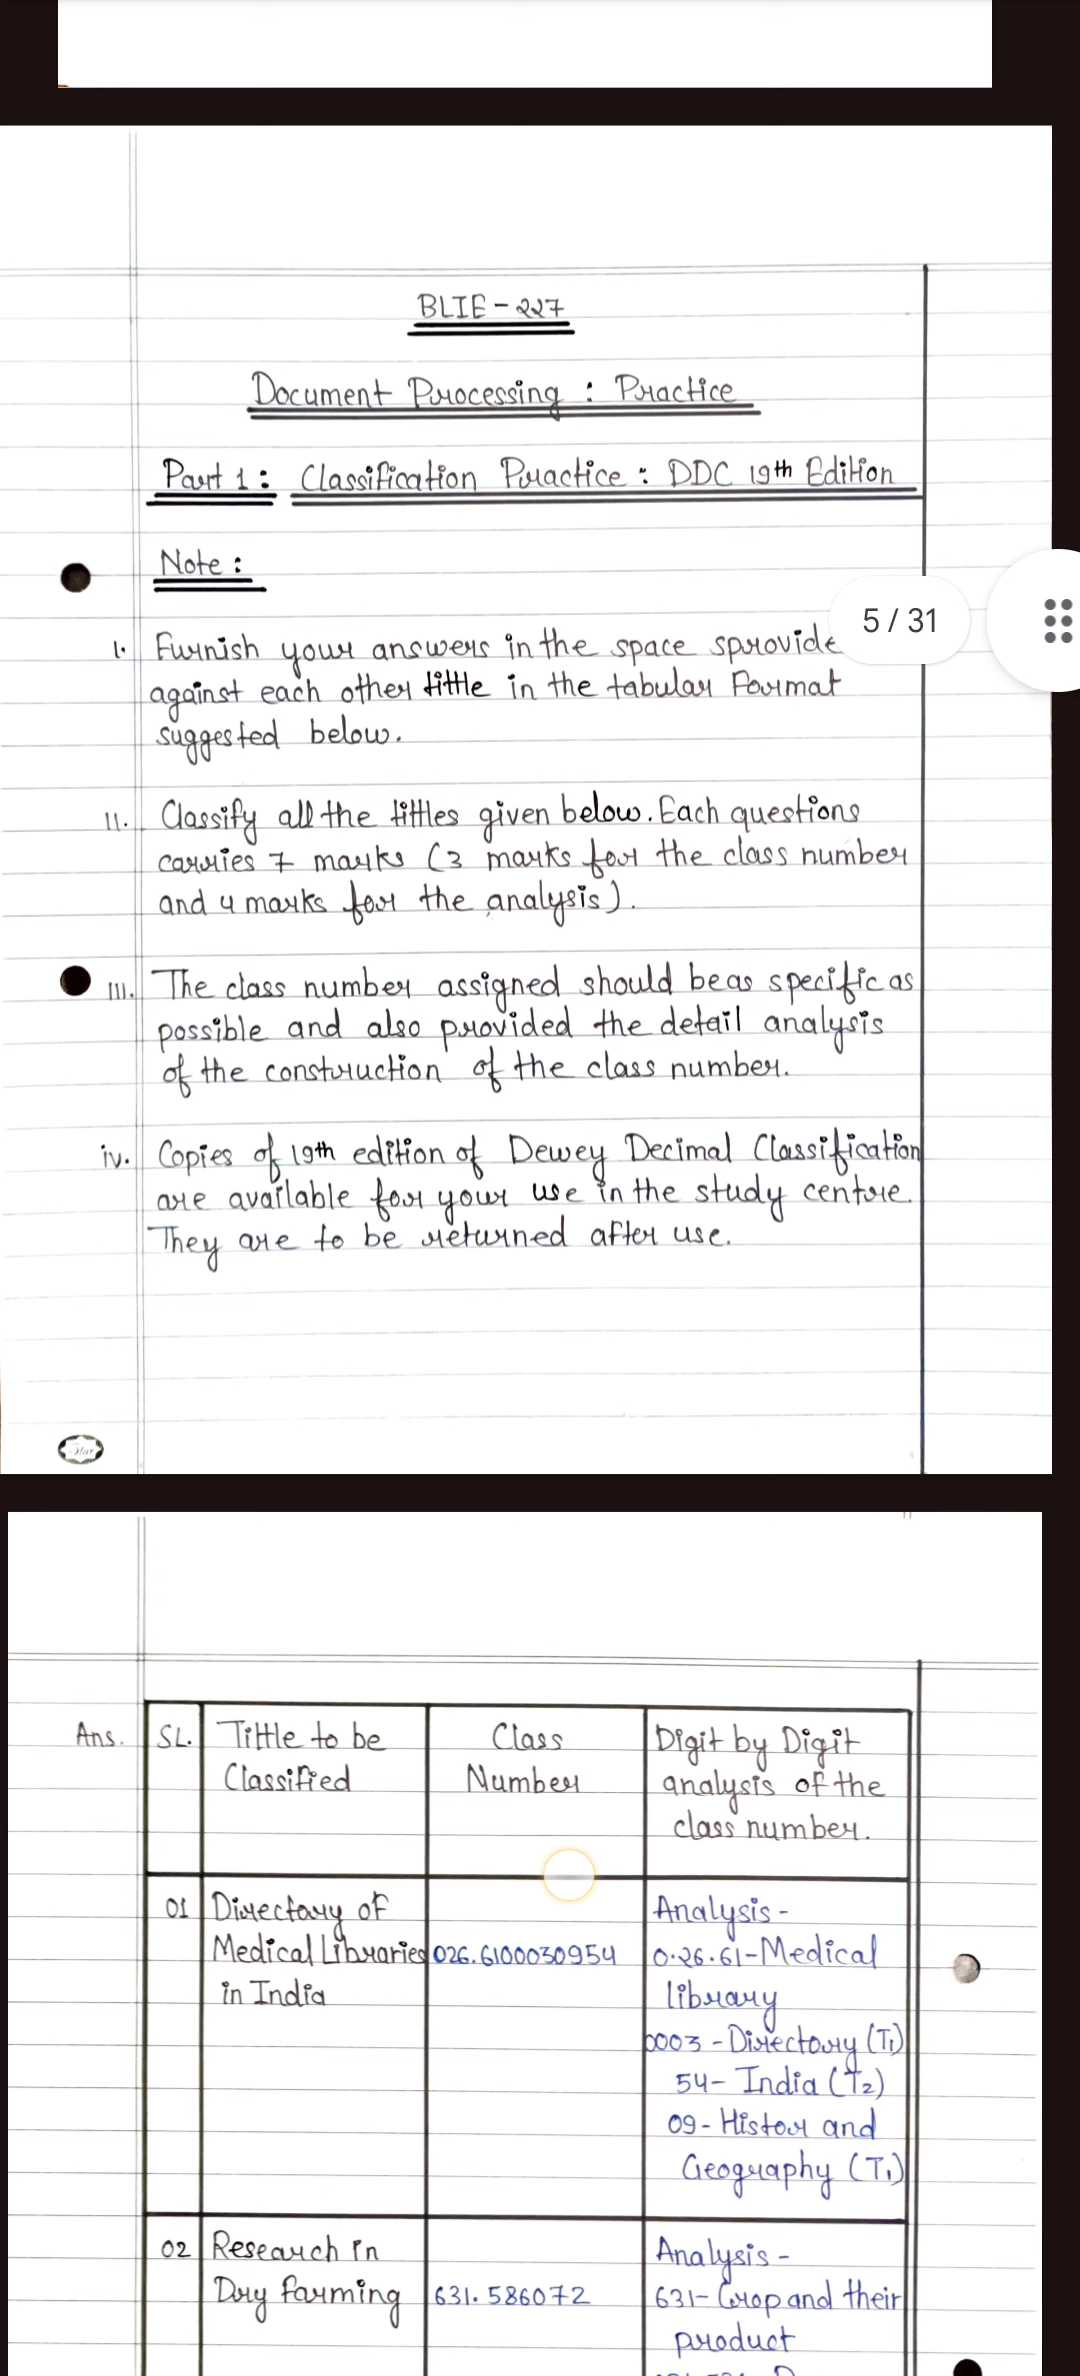 BLIE - 227
Document Processing : Practice
Part 1 : Classification Practice : DDC 19th Edition
Note :
5 / 31
I. Furnish your answers in the space sprovide
against each other tittle in the tabular Format
suggested below.
II. Classify all the tittles given below. Each questions
carries 7 marks (3 marks for the class number
and 4 marks for the analysis).
III. The class number assigned should be as specific as
possible and also provided the detail analysis
of the construction of the class number.
iv. Copies of 19th edition of Dewey Decimal Classification
are available for your use in the study centre.
They are to be returned after use.
Ans. SL. Tittle to be Class Digit by Digit
Classified Number analysis of the
class number.
01 Directory of Analysis -
Medical Libraries 026.6100030954 0.26.61-Medical
in India library
0003 - Directory (T1)
54- India (T2)
09- Histor and
Geography (T1)
02 Research in Analysis -
Dry farming 631.586072 631- Crop and their
product